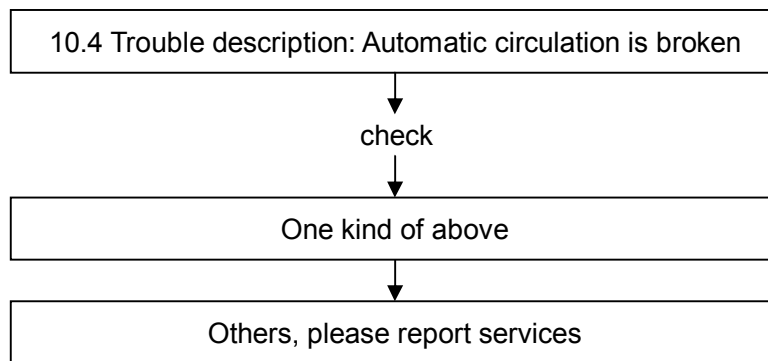 10.4 Trouble description: Automatic circulation is broken
check
One kind of above
Others, please report services